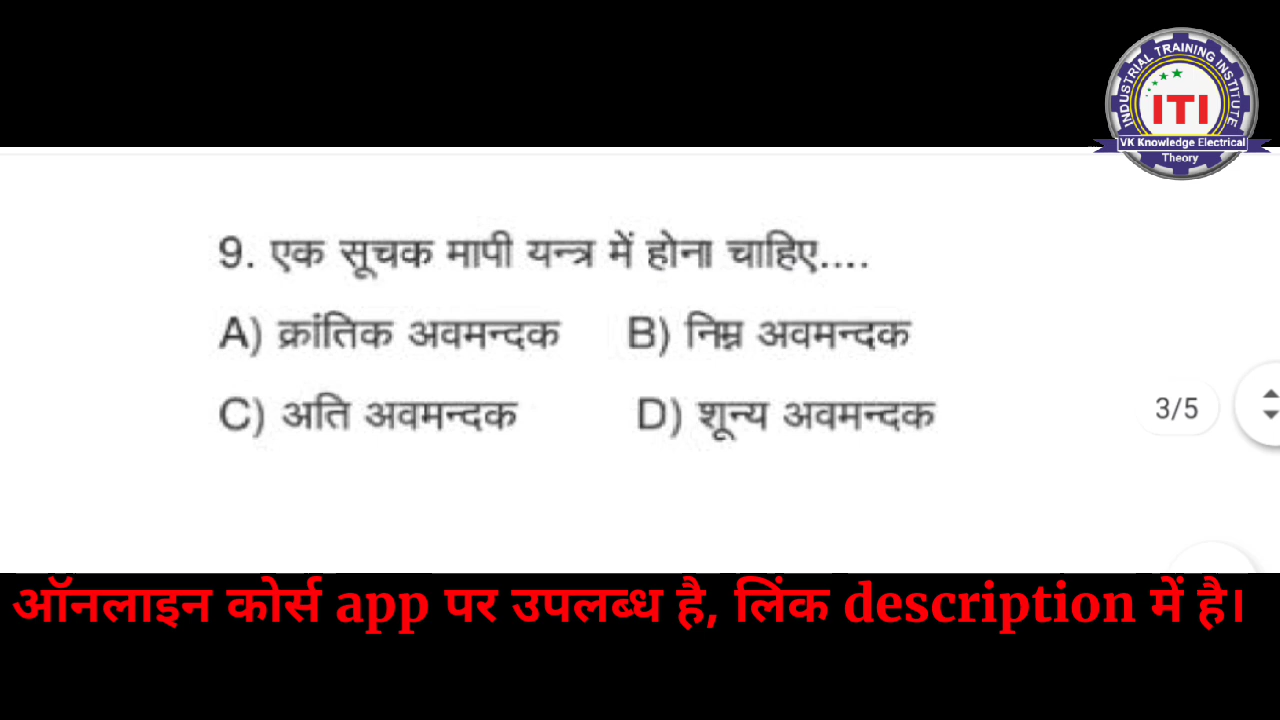 INDUSTRIAL TRAINING INSTITUTE
ITI
VK Knowledge Electrical
Theory
9. एक सूचक मापी यन्त्र में होना चाहिए....
A) क्रांतिक अवमन्दक B) निम्न अवमन्दक
C) अति अवमन्दक D) शून्य अवमन्दक
3/5
ऑनलाइन कोर्स app पर उपलब्ध है, लिंक description में है।